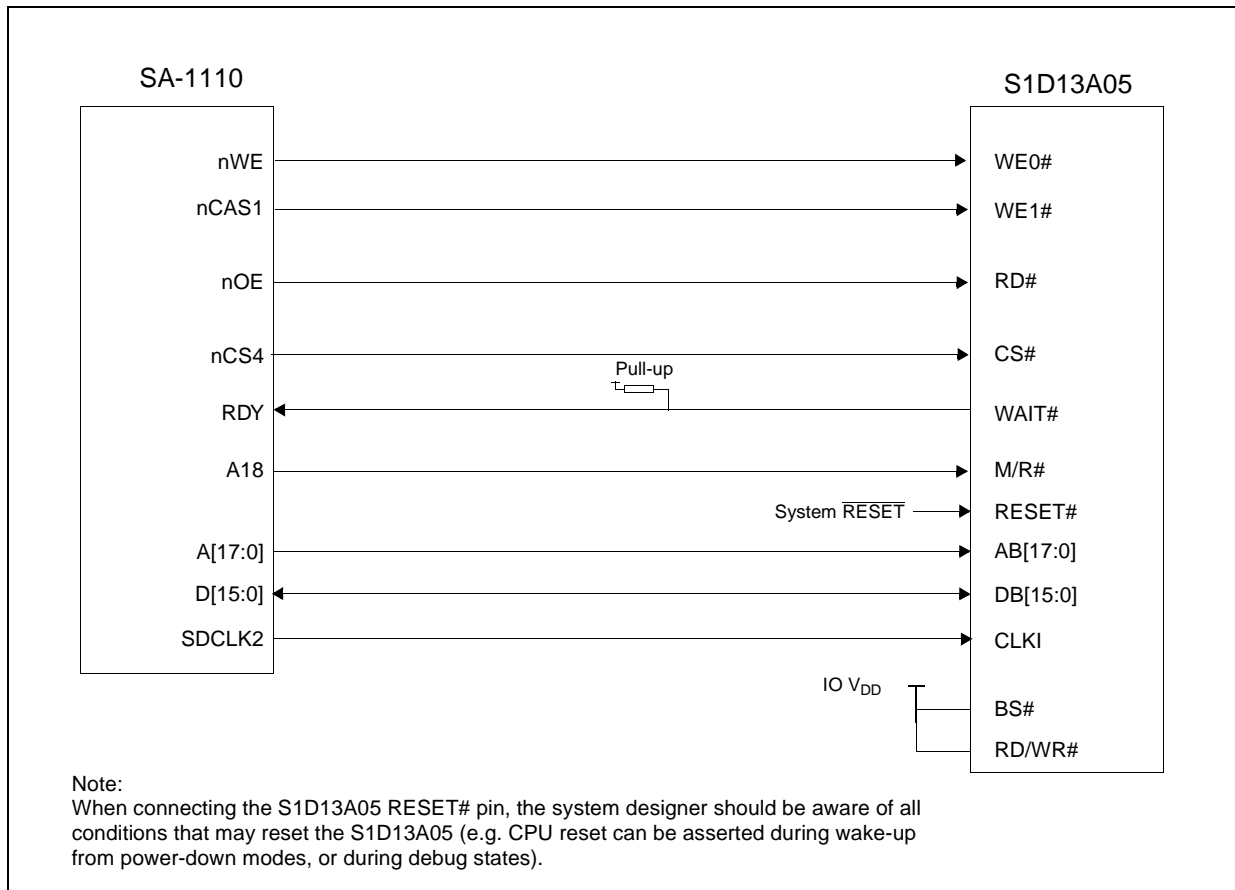 SA-1110
S1D13A05
nWE
WE0#
nCAS1
WE1#
nOE
RD#
nCS4
CS#
Pull-up
RDY
WAIT#
A18
M/R#
System RESET
RESET#
A[17:0]
AB[17:0]
D[15:0]
DB[15:0]
SDCLK2
CLKI
IO VDD
BS#
RD/WR#
Note:
When connecting the S1D13A05 RESET# pin, the system designer should be aware of all
conditions that may reset the S1D13A05 (e.g. CPU reset can be asserted during wake-up
from power-down modes, or during debug states).